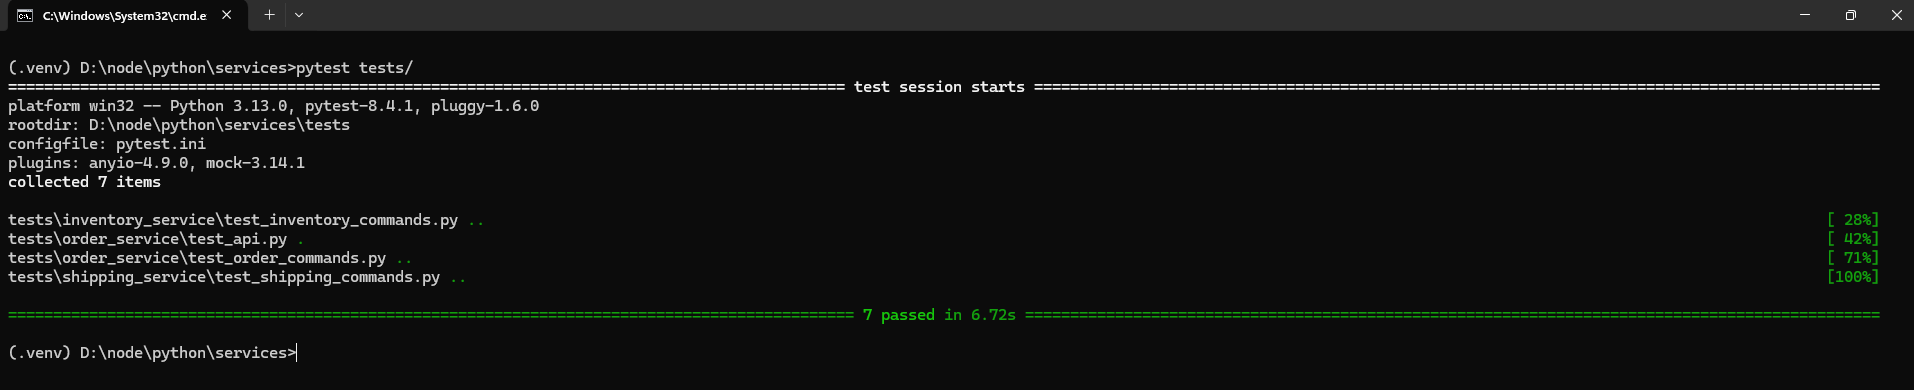 C:\Windows\System32\cmd.e
(.venv) D:\node\python\services>pytest tests/
============================================================================================= test session starts ==============================================================================================
platform win32 -- Python 3.13.0, pytest-8.4.1, pluggy-1.6.0
rootdir: D:\node\python\services\tests
configfile: pytest.ini
plugins: anyio-4.9.0, mock-3.14.1
collected 7 items
tests\inventory_service\test_inventory_commands.py .. [ 28%]
tests\order_service\test_api.py . [ 42%]
tests\order_service\test_order_commands.py .. [ 71%]
tests\shipping_service\test_shipping_commands.py .. [100%]
============================================================================================== 7 passed in 6.72s ===============================================================================================
(.venv) D:\node\python\services>